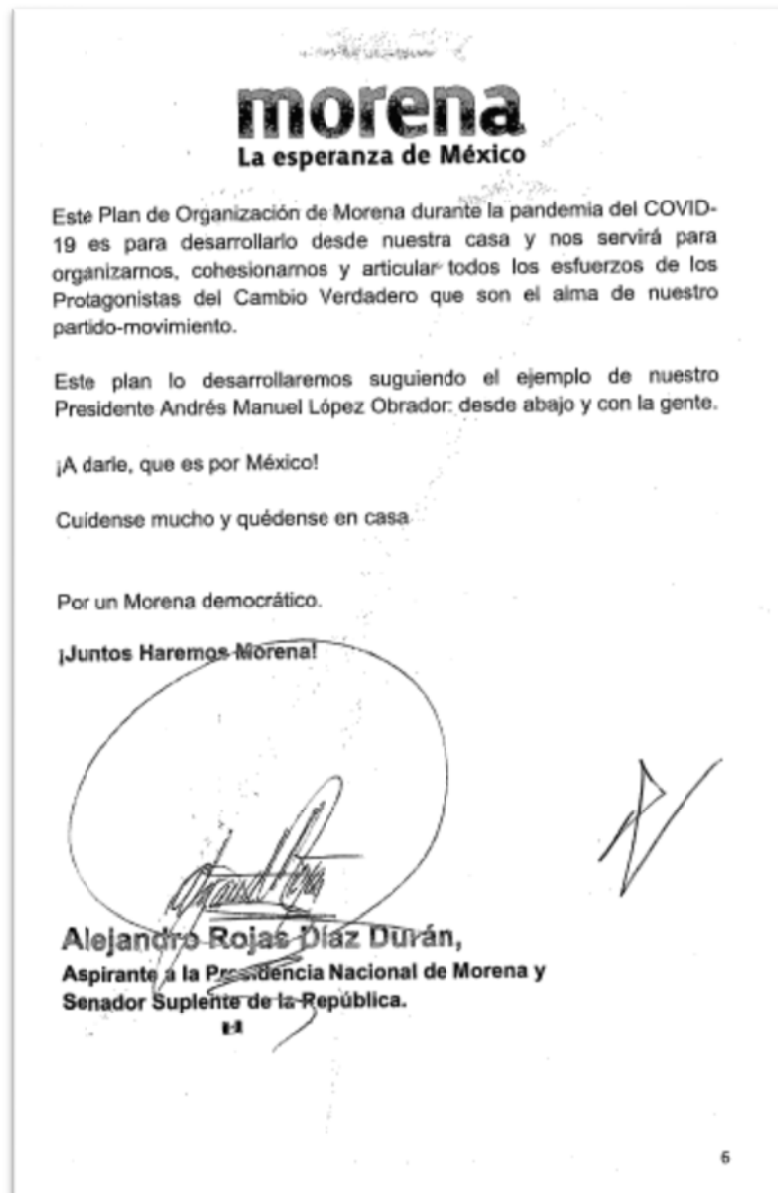 morena
La esperanza de México
Este Plan de Organización de Morena durante la pandemia del COVID-
19 es para desarrollarlo desde nuestra casa y nos servirá para
organizarnos, cohesionarnos y articular todos los esfuerzos de los
Protagonistas del Cambio Verdadero que son el alma de nuestro
partido-movimiento.
Este plan lo desarrollaremos suguiendo el ejemplo de nuestro
Presidente Andrés Manuel López Obrador: desde abajo y con la gente.
¡A darle, que es por México!
Cuídense mucho y quédense en casa
Por un Morena democrático.
¡Juntos Haremos Morena!
Alejandro Rojas Díaz Durán,
Aspirante a la Presidencia Nacional de Morena y
Senador Suplente de la República.
5